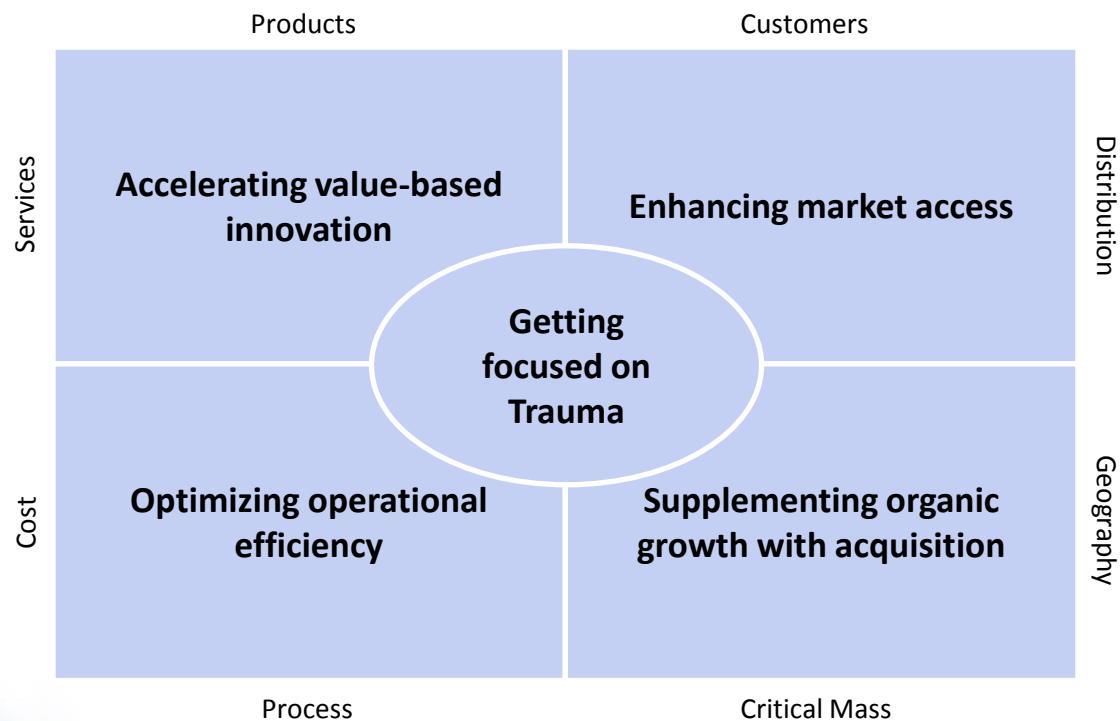 Products
Customers
Services
Accelerating value-based
innovation
Enhancing market access
Distribution
Getting
focused on
Trauma
Cost
Optimizing operational
efficiency
Supplementing organic
growth with acquisition
Geography
Process
Critical Mass